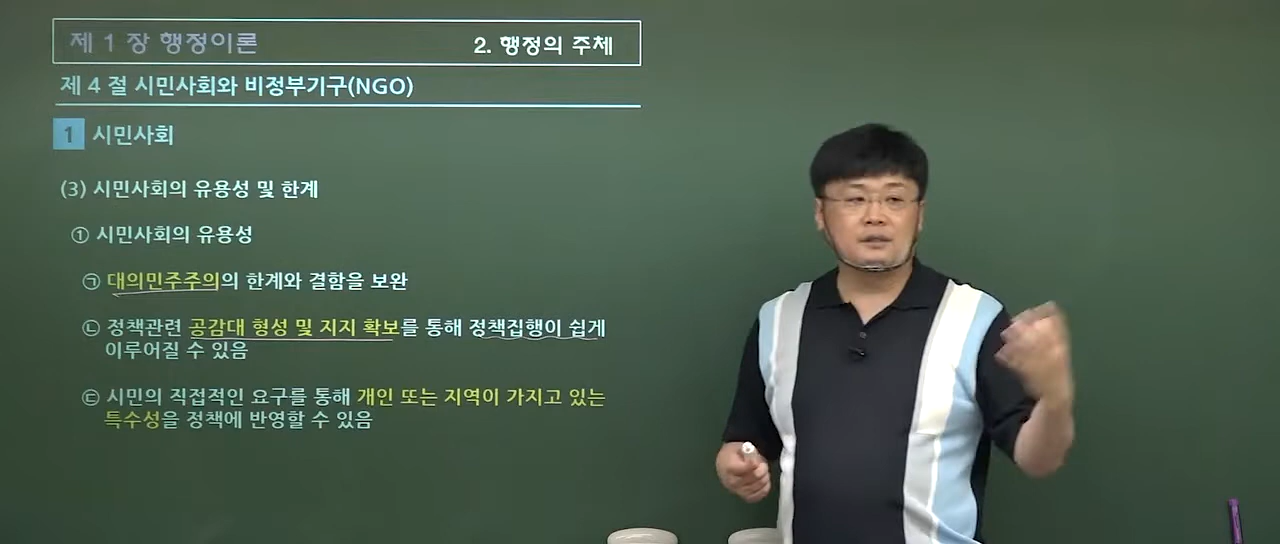 제 1 장 행정이론
2. 행정의 주체
제 4 절 시민사회와 비정부기구(NGO)
1 시민사회
(3) 시민사회의 유용성 및 한계
① 시민사회의 유용성
㉠ 대의민주주의의 한계와 결함을 보완
㉡ 정책관련 공감대 형성 및 지지 확보를 통해 정책집행이 쉽게
이루어질 수 있음
㉢ 시민의 직접적인 요구를 통해 개인 또는 지역이 가지고 있는
특수성을 정책에 반영할 수 있음